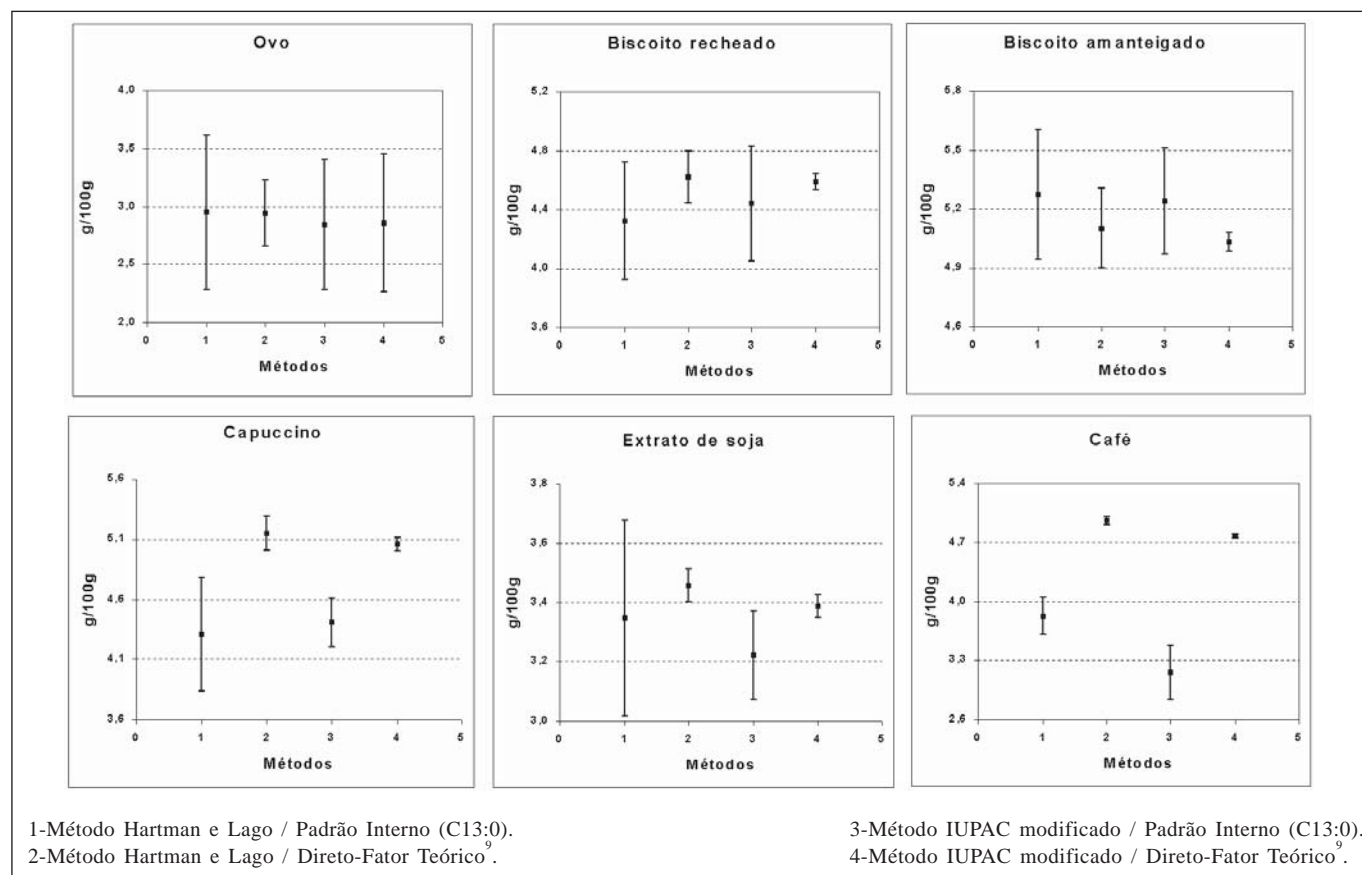 Ovo
4,0
3,5
3,0
2,5
2,0
g/100g
0 1 2 3 4 5
Métodos
Biscoito recheado
5,2
4,8
4,4
4,0
3,6
g/100g
0 1 2 3 4 5
Métodos
Biscoito amanteigado
5,8
5,5
5,2
4,9
4,6
g/100g
0 1 2 3 4 5
Métodos
Capuccino
5,6
5,1
4,6
4,1
3,6
g/100g
0 1 2 3 4 5
Métodos
Extrato de soja
3,8
3,6
3,4
3,2
3,0
g/100g
0 1 2 3 4 5
Métodos
Café
5,4
4,7
4,0
3,3
2,6
g/100g
0 1 2 3 4 5
Métodos
1-Método Hartman e Lago / Padrão Interno (C13:0).
2-Método Hartman e Lago / Direto-Fator Teórico⁹.
3-Método IUPAC modificado / Padrão Interno (C13:0).
4-Método IUPAC modificado / Direto-Fator Teórico⁹.